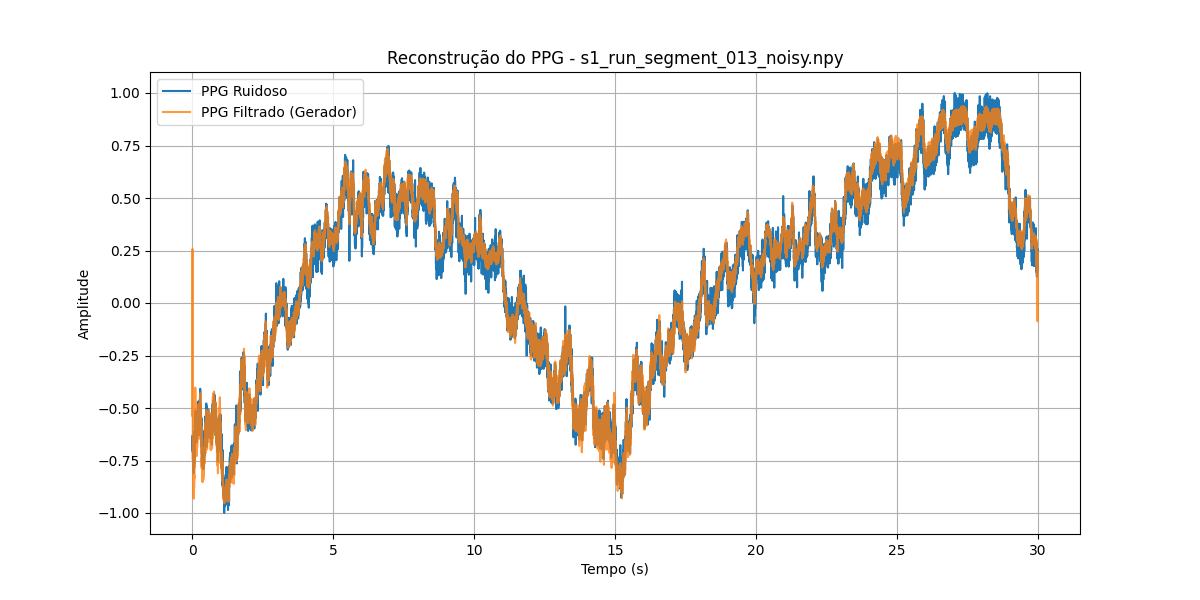 Reconstrução do PPG - s1_run_segment_013_noisy.npy
PPG Ruidoso
PPG Filtrado (Gerador)
1.00
0.75
0.50
0.25
0.00
−0.25
−0.50
−0.75
−1.00
Amplitude
0 5 10 15 20 25 30
Tempo (s)